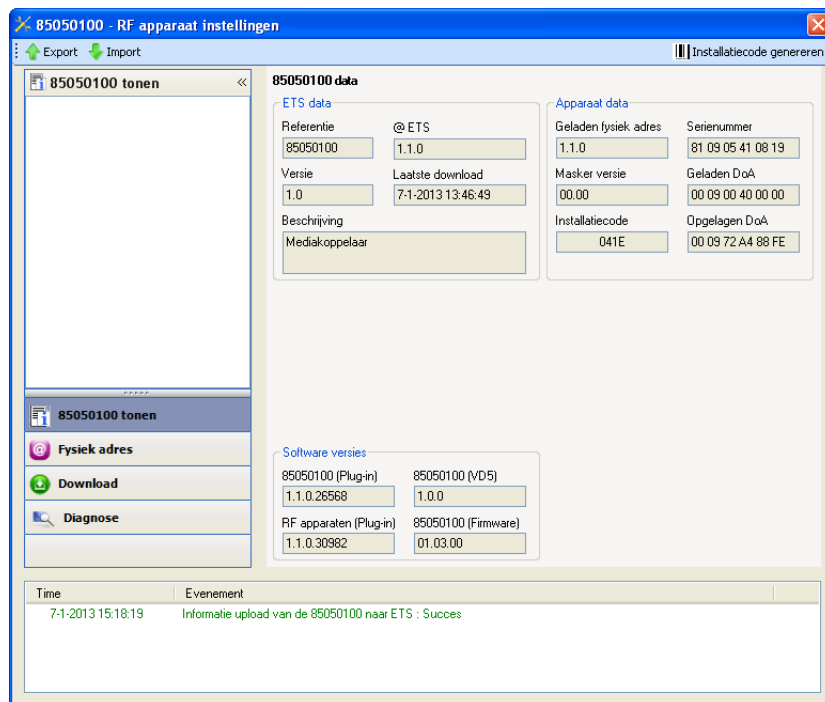 85050100 - RF apparaat instellingen
Export Import Installatiecode genereren
85050100 tonen «
85050100 data
ETS data
Referentie @ ETS
85050100 1.1.0
Versie Laatste download
1.0 7-1-2013 13:46:49
Beschrijving
Mediakoppelaar
Apparaat data
Geladen fysiek adres Serienummer
1.1.0 81 09 05 41 08 19
Masker versie Geladen DoA
00.00 00 09 00 40 00 00
Installatiecode Opgelagen DoA
041E 00 09 72 A4 88 FE
85050100 tonen
Fysiek adres
Download
Diagnose
Software versies
85050100 (Plug-in) 85050100 (VD5)
1.1.0.26568 1.0.0
RF apparaten (Plug-in) 85050100 (Firmware)
1.1.0.30982 01.03.00
Time Evenement
7-1-2013 15:18:19 Informatie upload van de 85050100 naar ETS : Succes